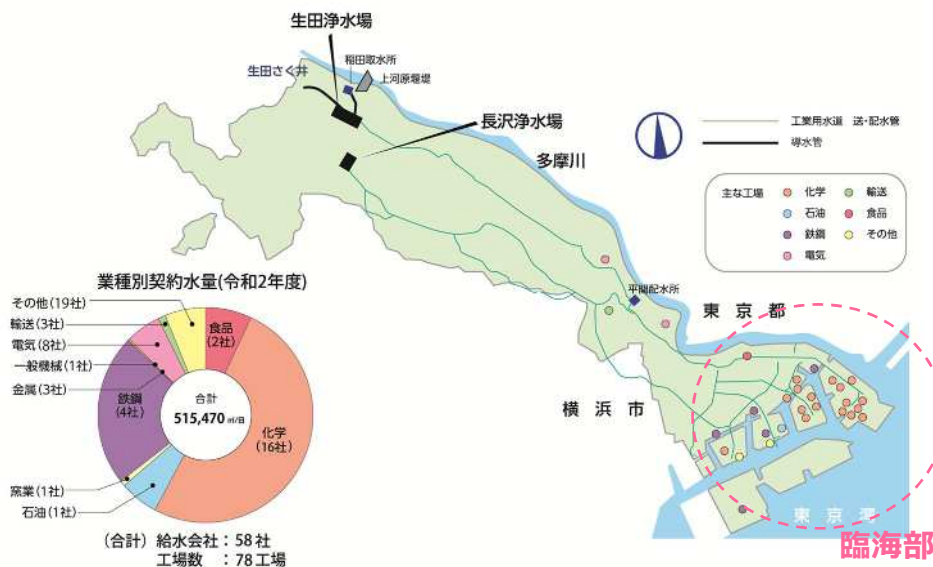 生田浄水場
稲田取水所
生田さく井
上河原堰堤
長沢浄水場
多摩川
工業用水道 送・配水管
導水管
主な工場
化学
輸送
石油
食品
鉄鋼
その他
電気
平間配水所
東京都
横浜市
東京湾
臨海部
業種別契約水量(令和2年度)
その他(19社)
輸送(3社)
電気(8社)
一般機械(1社)
金属(3社)
鉄鋼
(4社)
窯業(1社)
石油(1社)
食品
(2社)
化学
(16社)
合計
515,470 ㎥/日
(合計) 給水会社:58社
工場数 :78工場